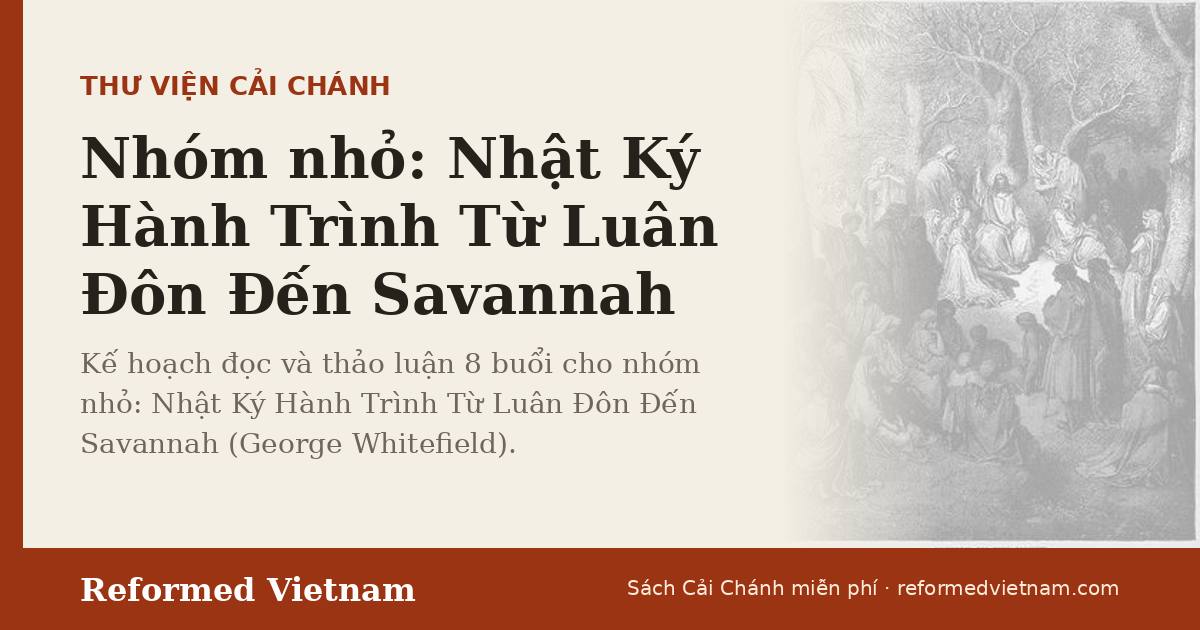 THƯ VIỆN CẢI CHÁNH
Nhóm nhỏ: Nhật Ký
Hành Trình Từ Luân
Đôn Đến Savannah
Kế hoạch đọc và thảo luận 8 buổi cho nhóm
nhỏ: Nhật Ký Hành Trình Từ Luân Đôn Đến
Savannah (George Whitefield).
Reformed Vietnam
Sách Cải Chánh miễn phí · reformedvietnam.com